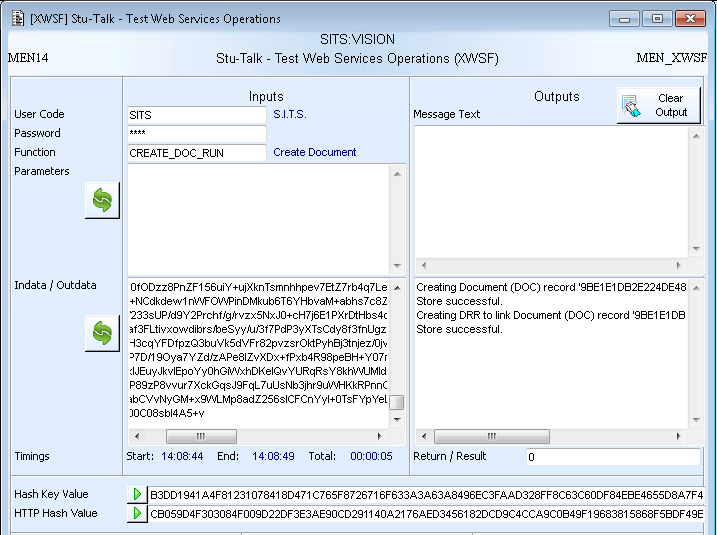 [XWSF] Stu-Talk - Test Web Services Operations
SITS:VISION
MEN14 Stu-Talk - Test Web Services Operations (XWSF) MEN_XWSF
Inputs Outputs Clear Output
User Code SITS S.I.T.S. Message Text
Password ****
Function CREATE_DOC_RUN Create Document
Parameters
Indata / Outdata
0fODzz8PnZF156uiY+ujXknTsmnhhpev7EtZ7rb4q7Le
+NCdkdew1nWFOWPinDMkub6T6YHbvaM+abhs7c8Z
'233sUP/d9Y2Prchf/g/rvzx5NxJ0+cH7j6E1PXrDtHbs4c
af3FLtivxowdibrs/beSyy/u/3f7PdP3yXTsCdy8f3fnUgz
H3cqYFDfpzQ3buVk5dVFr82pvzsrOktPyhBj3tnjez/0jv
P7D/19Oya7YZd/zAPe8lZvXDx+fPxb4R98peBH+Y07r
P89zP8vvur7XckGqsJ9FqL7uUsNb3jhr9uWHKkRPnnC
abCVvNyGM+x9WLMp8adZ256slCFCnYyl+0TsFYpYeL
00C08sbl4A5+v
Creating Document (DOC) record '9BE1E1DB2E224DE48
Store successful.
Creating DRR to link Document (DOC) record '9BE1E1DB
Store successful.
Timings Start: 14:08:44 End: 14:08:49 Total: 00:00:05 Return / Result 0
Hash Key Value B3DD1941A4F81231078418D471C765F8726716F633A3A63A8496EC3FAAD328FF8C63C60DF84EBE4655D8A7F4
HTTP Hash Value CB059D4F303084F009D22DF3E3AE90CD291140A2176AED3456182DCD9C4CCA9C0B49F19683815868F5BDF49E